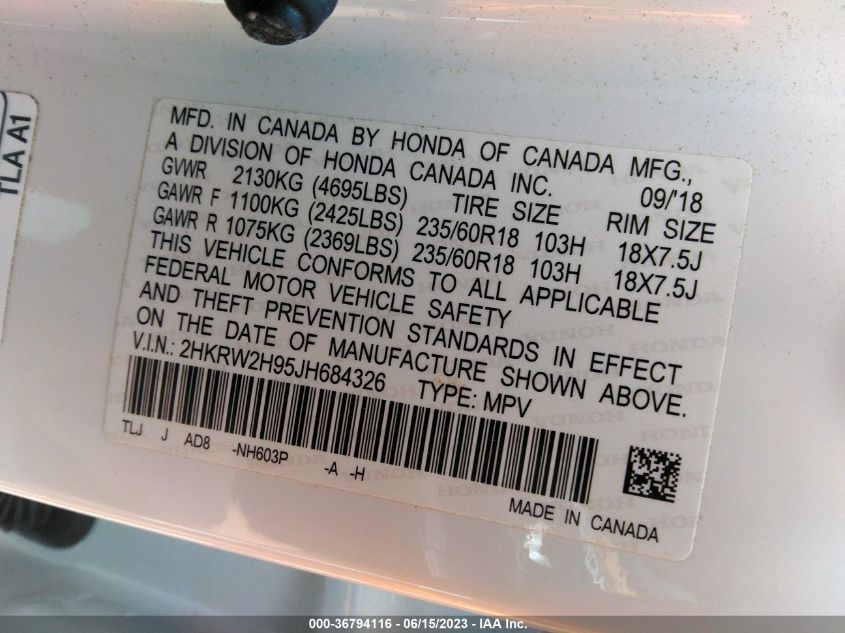 TLA A1
MFD. IN CANADA BY HONDA OF CANADA MFG.,
A DIVISION OF HONDA CANADA INC. 09/'18
GVWR 2130KG (4695LBS) TIRE SIZE RIM SIZE
GAWR F 1100KG (2425LBS) 235/60R18 103H 18X7.5J
GAWR R 1075KG (2369LBS) 235/60R18 103H 18X7.5J
THIS VEHICLE CONFORMS TO ALL APPLICABLE
FEDERAL MOTOR VEHICLE SAFETY
AND THEFT PREVENTION STANDARDS IN EFFECT
ON THE DATE OF MANUFACTURE SHOWN ABOVE.
V.I.N.: 2HKRW2H95JH684326 TYPE: MPV
TLJ J AD8 -NH603P -A -H
MADE IN CANADA
000-36794116 - 06/15/2023 - IAA Inc.